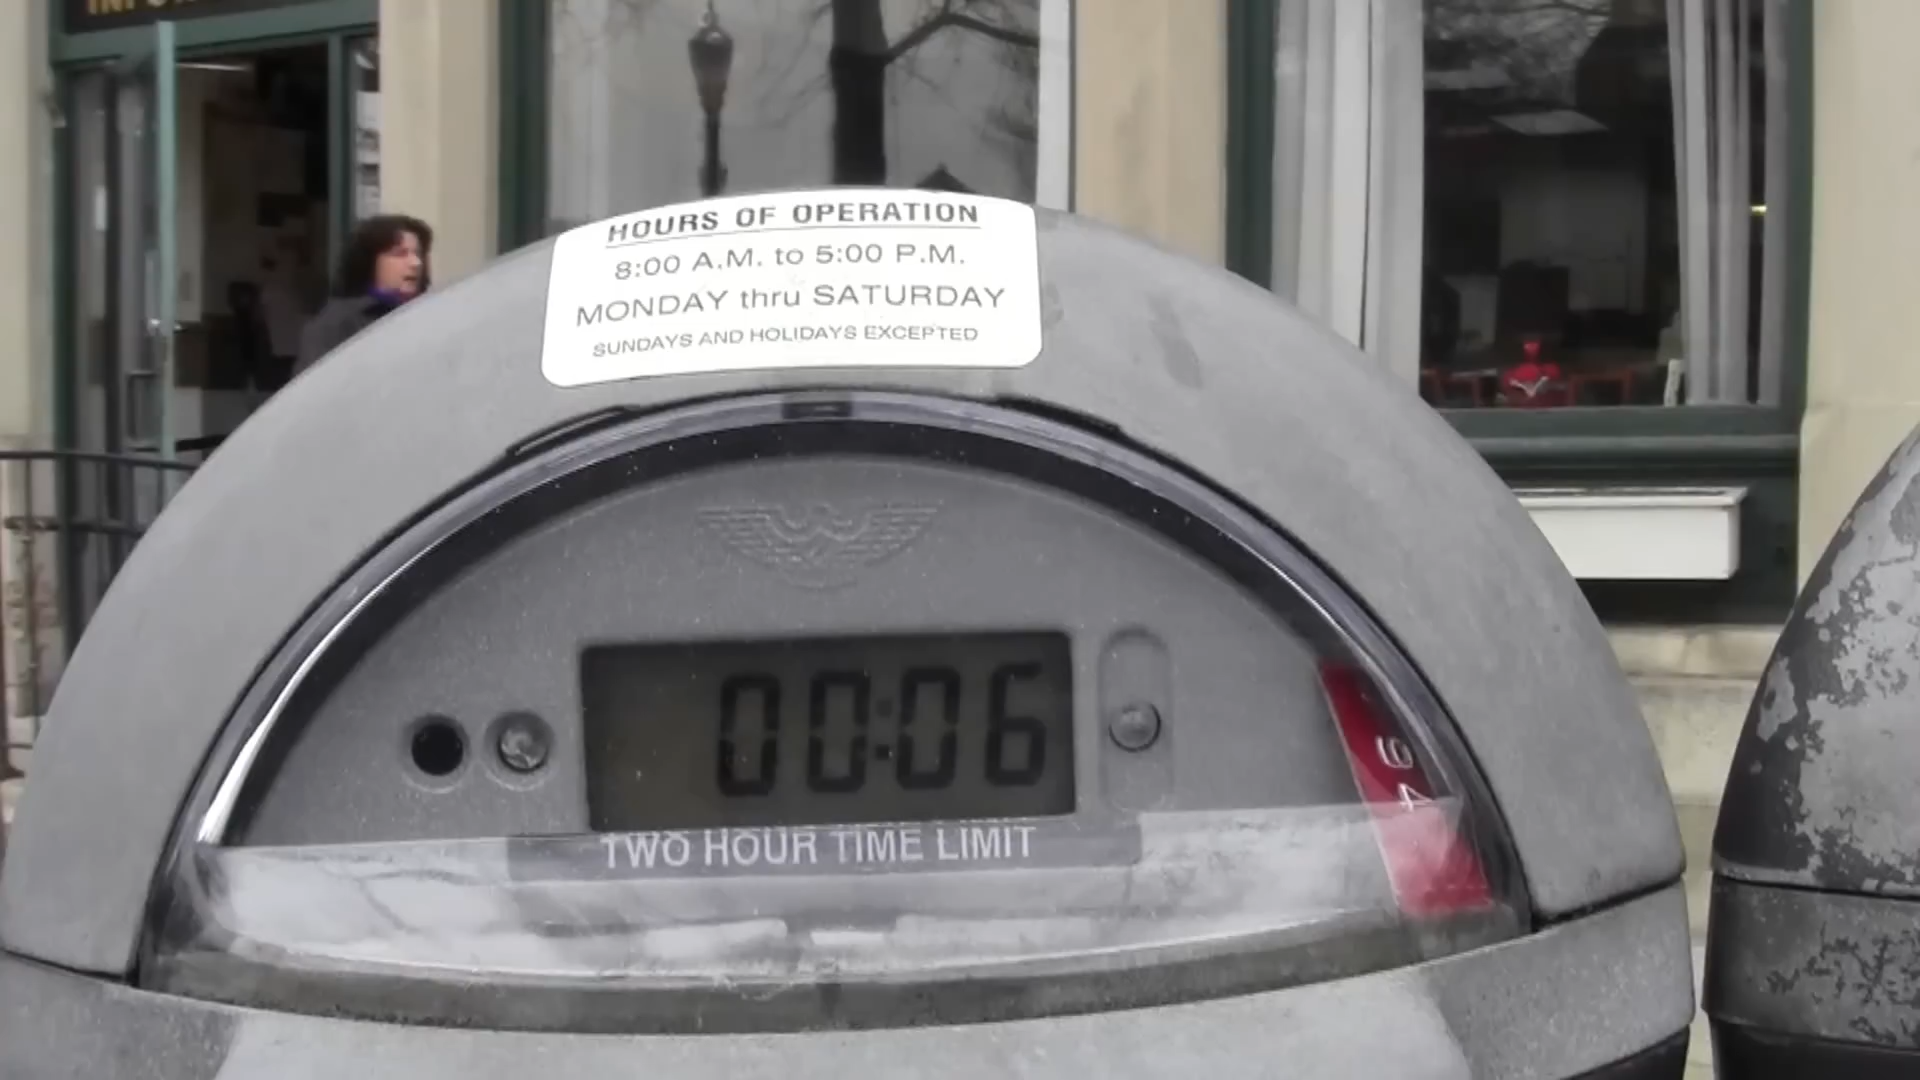 HOURS OF OPERATION
8:00 A.M. to 5:00 P.M.
MONDAY thru SATURDAY
SUNDAYS AND HOLIDAYS EXCEPTED
00:06
TWO HOUR TIME LIMIT